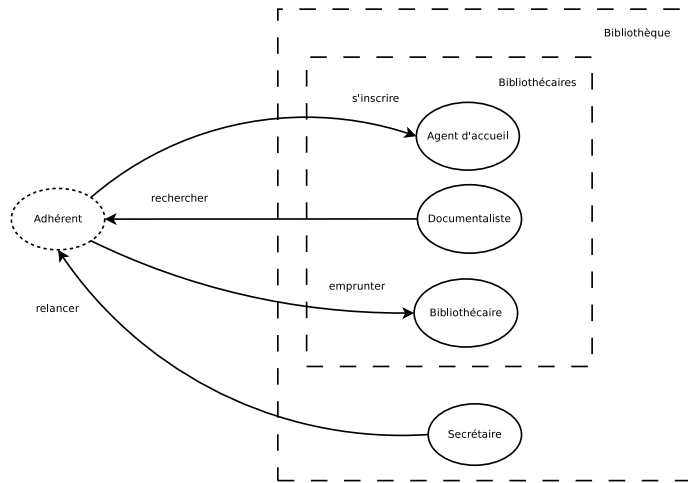 Bibliothèque
Bibliothécaires
s'inscrire
Agent d'accueil
rechercher
Adhérent
Documentaliste
emprunter
relancer
Bibliothécaire
Secrétaire